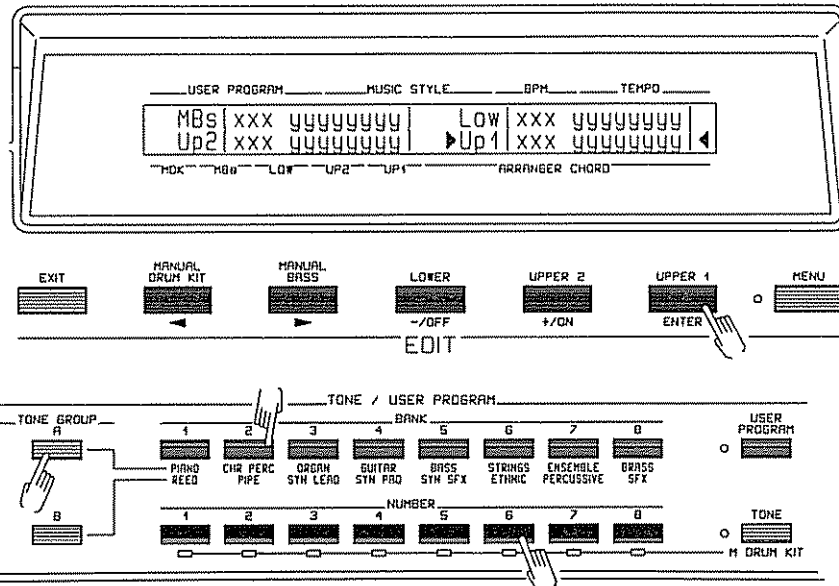 USER PROGRAM MUSIC STYLE BPM TEMPO
MBs xxx yyyyyyyy Low xxx yyyyyyyy
Up2 xxx yyyyyyyy ▶Up1 xxx yyyyyyyy ◀
MDK MBs LOW UP2 UP1 ARRANGER CHORD
EXIT MANUAL DRUM KIT MANUAL BASS LOWER UPPER 2 UPPER 1 MENU
◀ ▶ -/OFF +/ON ENTER
EDIT
TONE / USER PROGRAM
TONE GROUP BANK USER PROGRAM
A 1 2 3 4 5 6 7 8
PIANO CHR PERC ORGAN GUITAR BASS STRINGS ENSEMBLE BRASS
REED PIPE SYN LEAD SYN PAD SYN SFX ETHNIC PERCUSSIVE SFX
NUMBER
B 1 2 3 4 5 6 7 8 TONE
M DRUM KIT